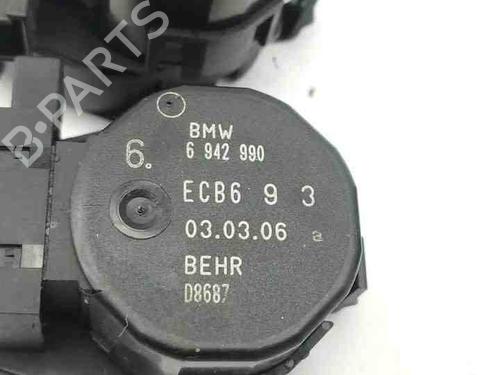 BMW
6 942 990
6.
ECB6 9 3
03.03.06 a
BEHR
D8687
B-PARTS